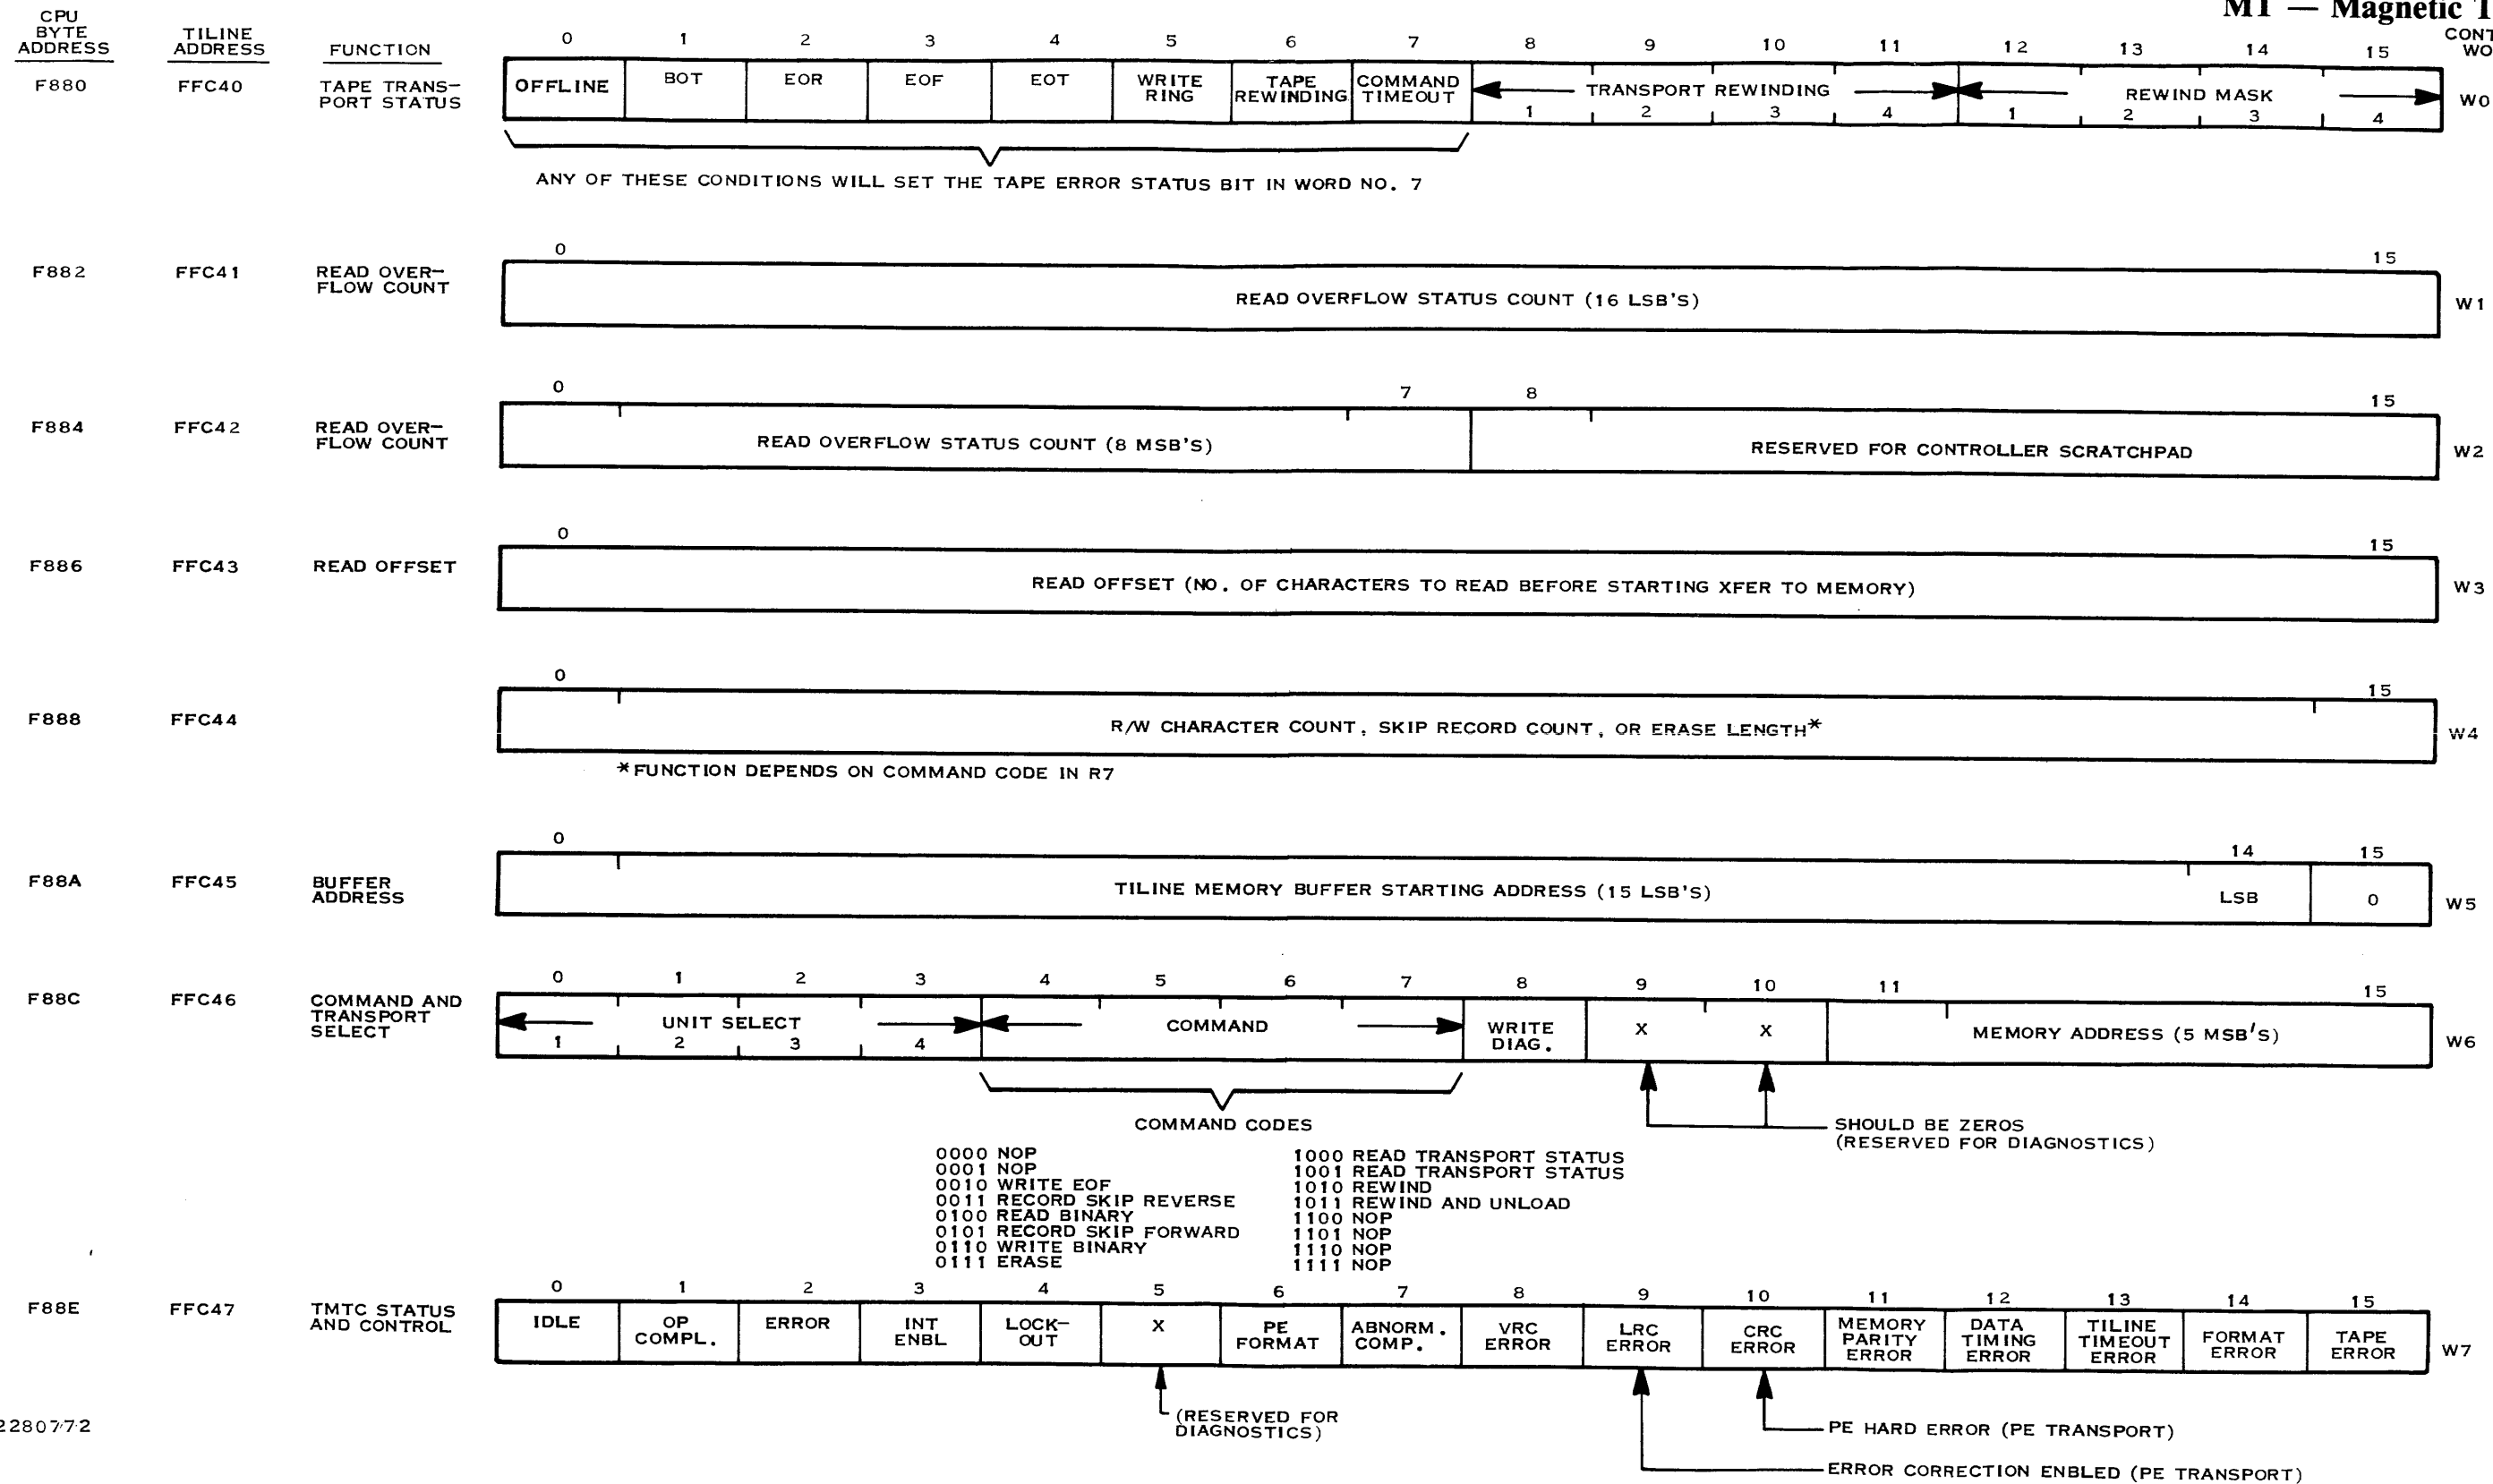 MT — Magnetic T
CPU BYTE ADDRESS
TILINE ADDRESS
FUNCTION
CONT WO
0 1 2 3 4 5 6 7 8 9 10 11 12 13 14 15
F880 FFC40 TAPE TRANS–
PORT STATUS
OFFLINE BOT EOR EOF EOT WRITE RING TAPE REWINDING COMMAND TIMEOUT TRANSPORT REWINDING REWIND MASK W0
1 2 3 4 1 2 3 4
ANY OF THESE CONDITIONS WILL SET THE TAPE ERROR STATUS BIT IN WORD NO. 7
0 15
F882 FFC41 READ OVER–
FLOW COUNT
READ OVERFLOW STATUS COUNT (16 LSB'S) W1
0 7 8 15
F884 FFC42 READ OVER–
FLOW COUNT
READ OVERFLOW STATUS COUNT (8 MSB'S) RESERVED FOR CONTROLLER SCRATCHPAD W2
0 15
F886 FFC43 READ OFFSET
READ OFFSET (NO. OF CHARACTERS TO READ BEFORE STARTING XFER TO MEMORY) W3
0 15
F888 FFC44
R/W CHARACTER COUNT, SKIP RECORD COUNT, OR ERASE LENGTH* W4
*FUNCTION DEPENDS ON COMMAND CODE IN R7
0 14 15
F88A FFC45 BUFFER
ADDRESS
TILINE MEMORY BUFFER STARTING ADDRESS (15 LSB'S) LSB 0 W5
0 1 2 3 4 5 6 7 8 9 10 11 15
F88C FFC46 COMMAND AND
TRANSPORT
SELECT
UNIT SELECT COMMAND WRITE DIAG. X X MEMORY ADDRESS (5 MSB'S) W6
1 2 3 4
COMMAND CODES
SHOULD BE ZEROS
(RESERVED FOR DIAGNOSTICS)
0000 NOP
0001 NOP
0010 WRITE EOF
0011 RECORD SKIP REVERSE
0100 READ BINARY
0101 RECORD SKIP FORWARD
0110 WRITE BINARY
0111 ERASE
1000 READ TRANSPORT STATUS
1001 READ TRANSPORT STATUS
1010 REWIND
1011 REWIND AND UNLOAD
1100 NOP
1101 NOP
1110 NOP
1111 NOP
0 1 2 3 4 5 6 7 8 9 10 11 12 13 14 15
F88E FFC47 TMTC STATUS
AND CONTROL
IDLE OP COMPL. ERROR INT ENBL LOCK–OUT X PE FORMAT ABNORM. COMP. VRC ERROR LRC ERROR CRC ERROR MEMORY PARITY ERROR DATA TIMING ERROR TILINE TIMEOUT ERROR FORMAT ERROR TAPE ERROR W7
(RESERVED FOR
DIAGNOSTICS)
PE HARD ERROR (PE TRANSPORT)
ERROR CORRECTION ENBLED (PE TRANSPORT)
2280772